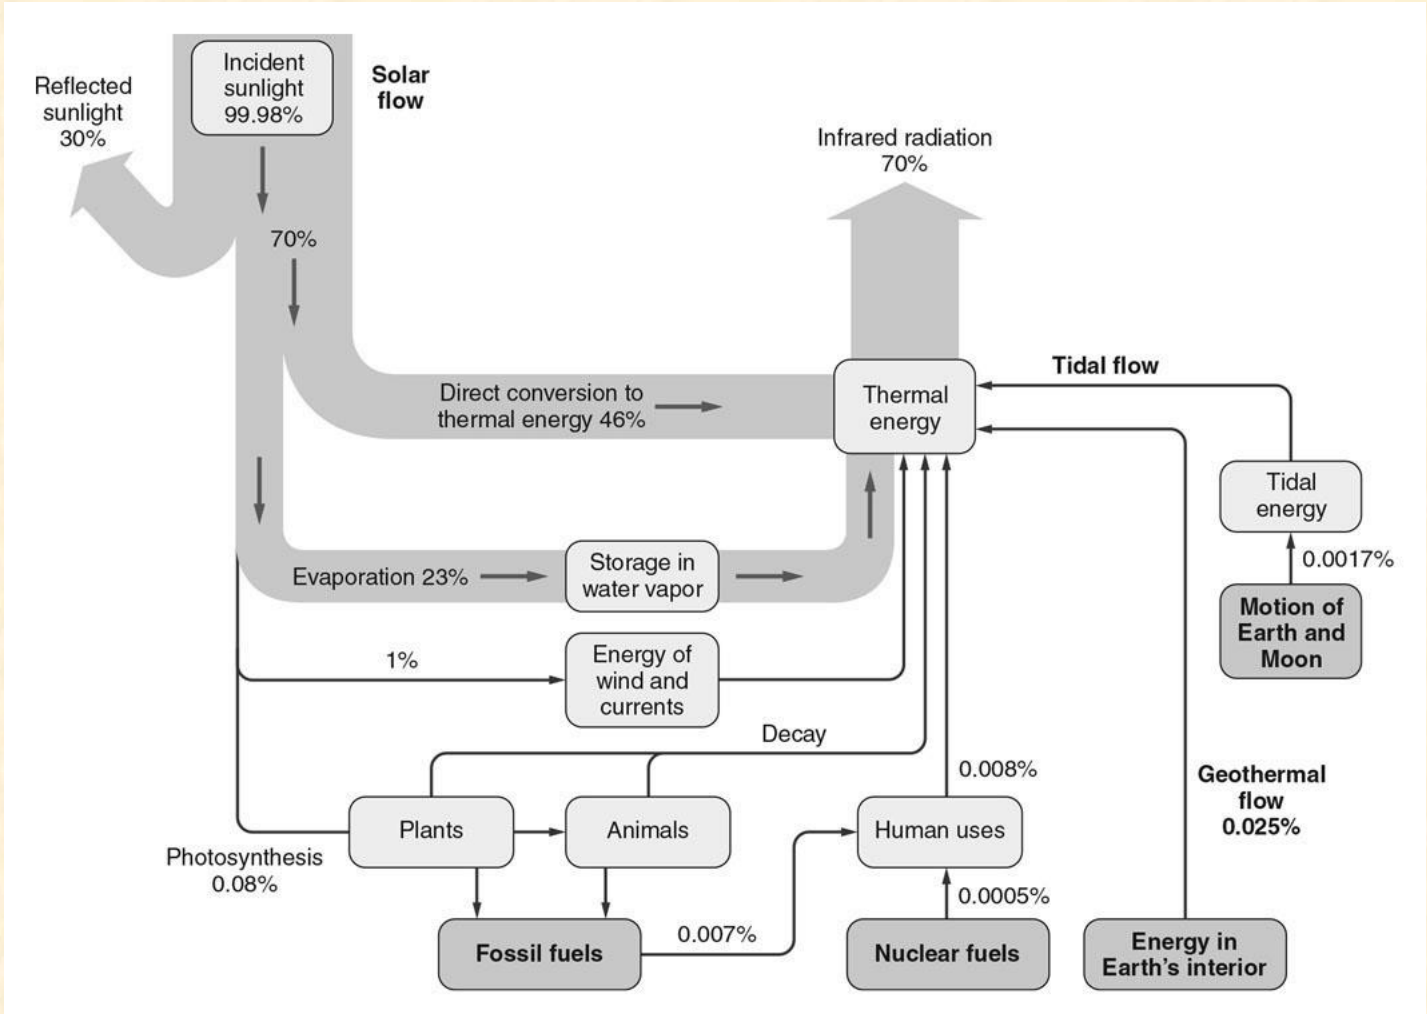 Incident
sunlight
99.98%
Solar
flow
Reflected
sunlight
30%
Infrared radiation
70%
70%
Direct conversion to
thermal energy 46%
Thermal
energy
Tidal flow
Tidal
energy
0.0017%
Motion of
Earth and
Moon
Evaporation 23%
Storage in
water vapor
1%
Energy of
wind and
currents
Decay
0.008%
Geothermal
flow
0.025%
Plants
Animals
Human uses
Photosynthesis
0.08%
0.0005%
0.007%
Fossil fuels
Nuclear fuels
Energy in
Earth's interior